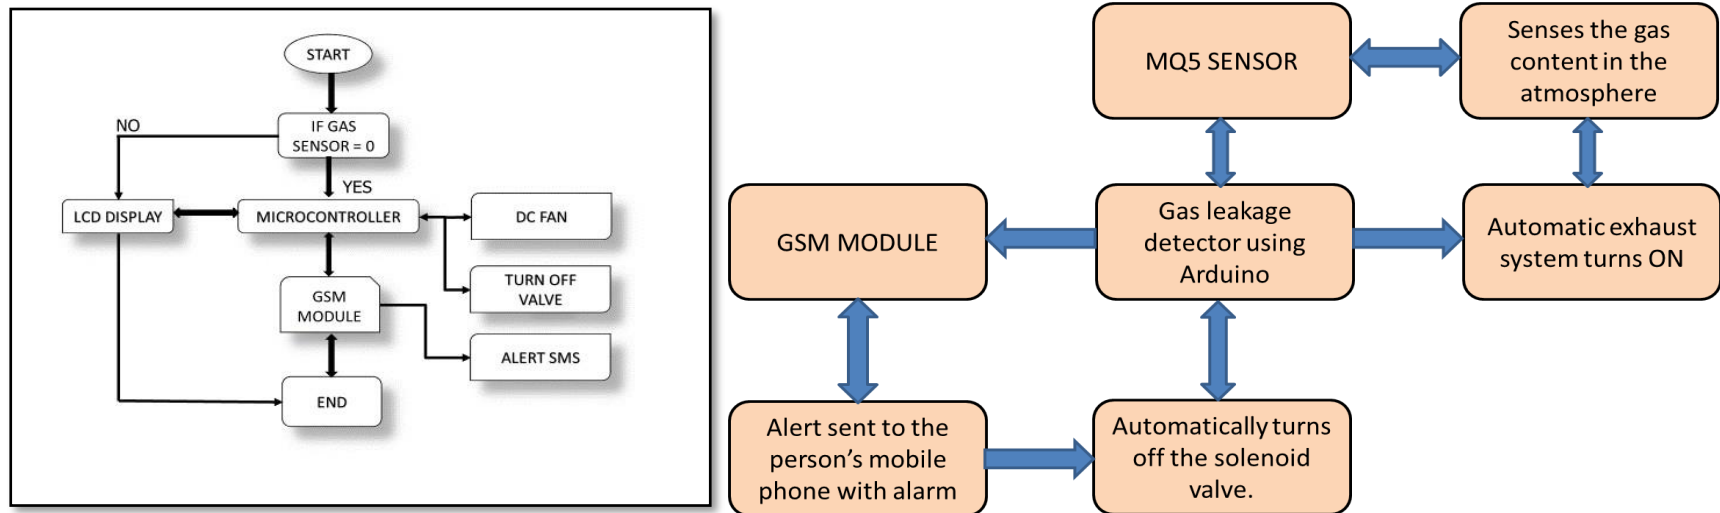 START
NO
IF GAS
SENSOR = 0
YES
LCD DISPLAY
MICROCONTROLLER
DC FAN
TURN OFF
VALVE
GSM
MODULE
ALERT SMS
END
MQ5 SENSOR
Senses the gas
content in the
atmosphere
GSM MODULE
Gas leakage
detector using
Arduino
Automatic exhaust
system turns ON
Alert sent to the
person’s mobile
phone with alarm
Automatically turns
off the solenoid
valve.